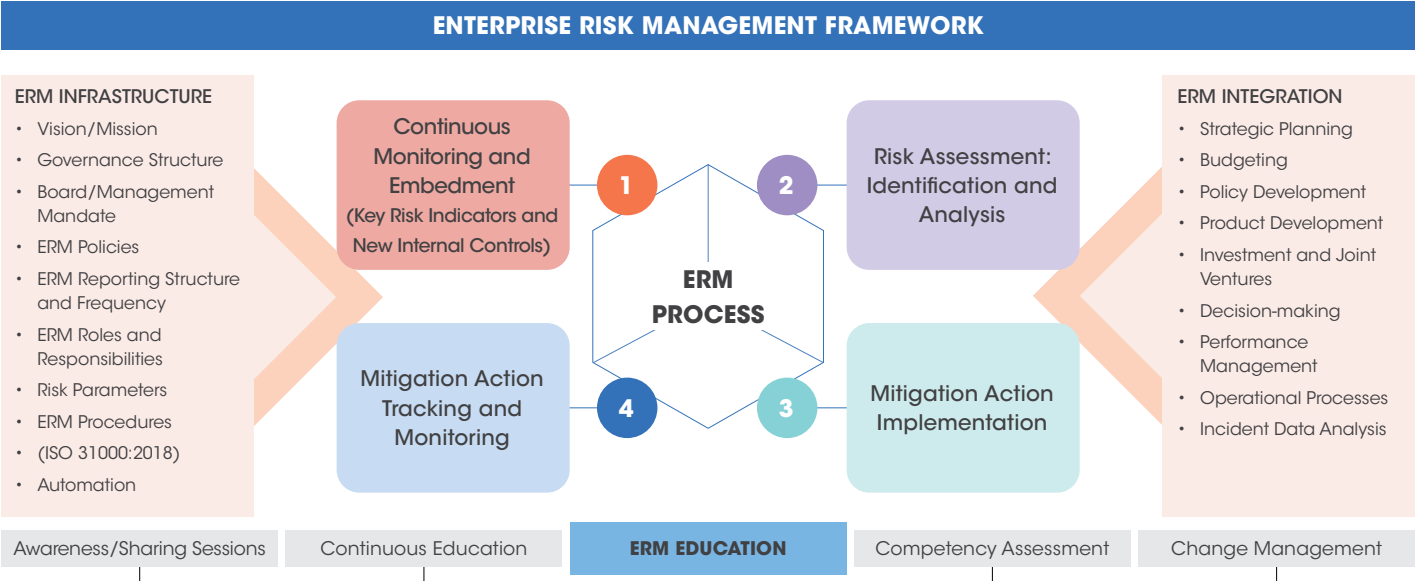 ENTERPRISE RISK MANAGEMENT FRAMEWORK
ERM INFRASTRUCTURE
• Vision/Mission
• Governance Structure
• Board/Management
Mandate
• ERM Policies
• ERM Reporting Structure
and Frequency
• ERM Roles and
Responsibilities
• Risk Parameters
• ERM Procedures
• (ISO 31000:2018)
• Automation
Continuous
Monitoring and
Embedment
(Key Risk Indicators and
New Internal Controls)
1
2
Risk Assessment:
Identification and
Analysis
ERM
PROCESS
Mitigation Action
Tracking and
Monitoring
4
3
Mitigation Action
Implementation
ERM INTEGRATION
• Strategic Planning
• Budgeting
• Policy Development
• Product Development
• Investment and Joint
Ventures
• Decision-making
• Performance
Management
• Operational Processes
• Incident Data Analysis
Awareness/Sharing Sessions
Continuous Education
ERM EDUCATION
Competency Assessment
Change Management